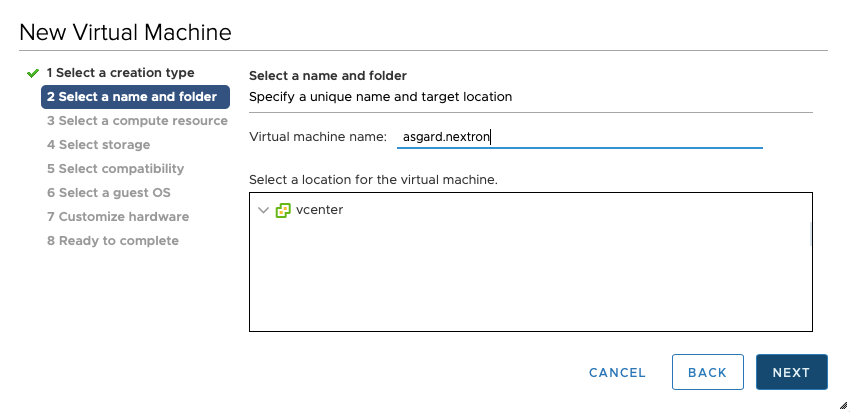 New Virtual Machine
1 Select a creation type
2 Select a name and folder
3 Select a compute resource
4 Select storage
5 Select compatibility
6 Select a guest OS
7 Customize hardware
8 Ready to complete
Select a name and folder
Specify a unique name and target location
Virtual machine name: asgard.nextron
Select a location for the virtual machine.
vcenter
CANCEL BACK NEXT